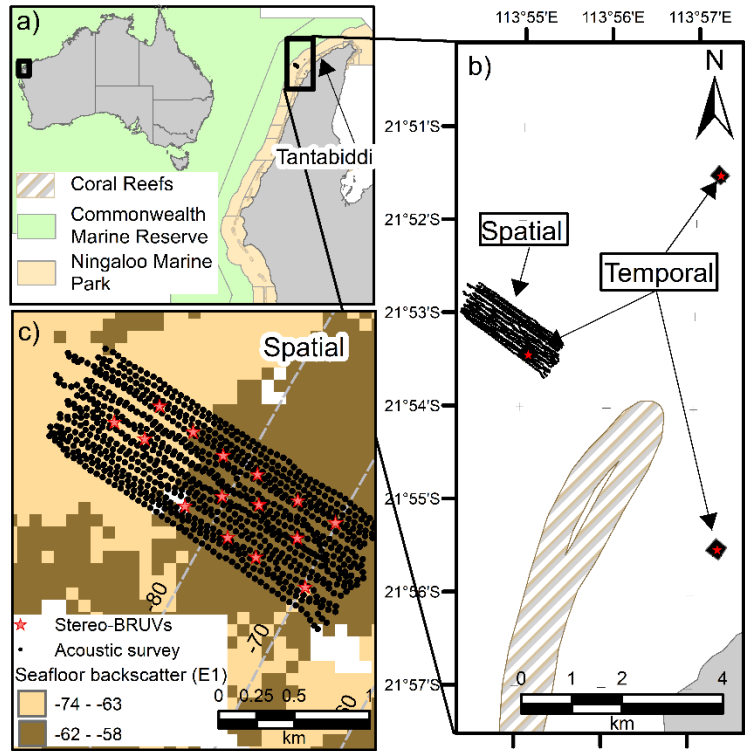 a)
Tantabiddi
Coral Reefs
Commonwealth
Marine Reserve
Ningaloo Marine
Park
113°55'E 113°56'E 113°57'E
b)
N
21°51'S
21°52'S
21°53'S
21°54'S
21°55'S
21°56'S
21°57'S
Spatial
Temporal
0 1 2 4
km
c)
Spatial
-80
-70
-60
Stereo-BRUVs
Acoustic survey
Seafloor backscatter (E1)
-74 - -63
-62 - -58
0 0.25 0.5 1
km